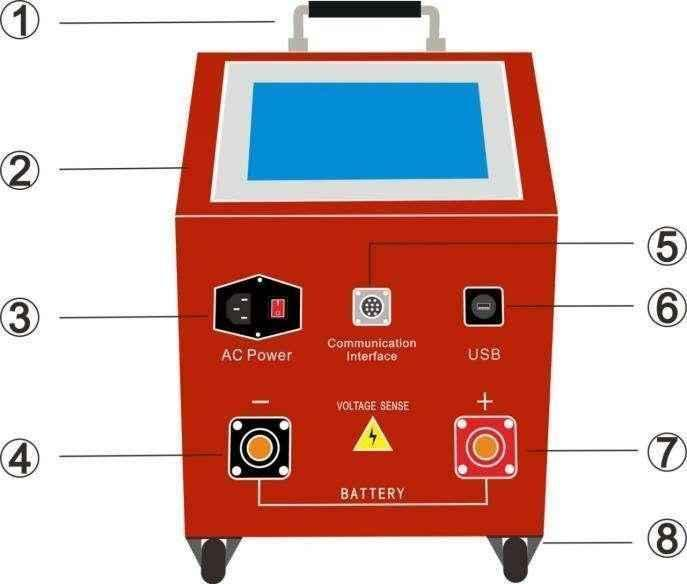 ①
②
③
④
⑤
⑥
⑦
⑧
AC Power
Communication
Interface
USB
−
VOLTAGE SENSE
+
BATTERY